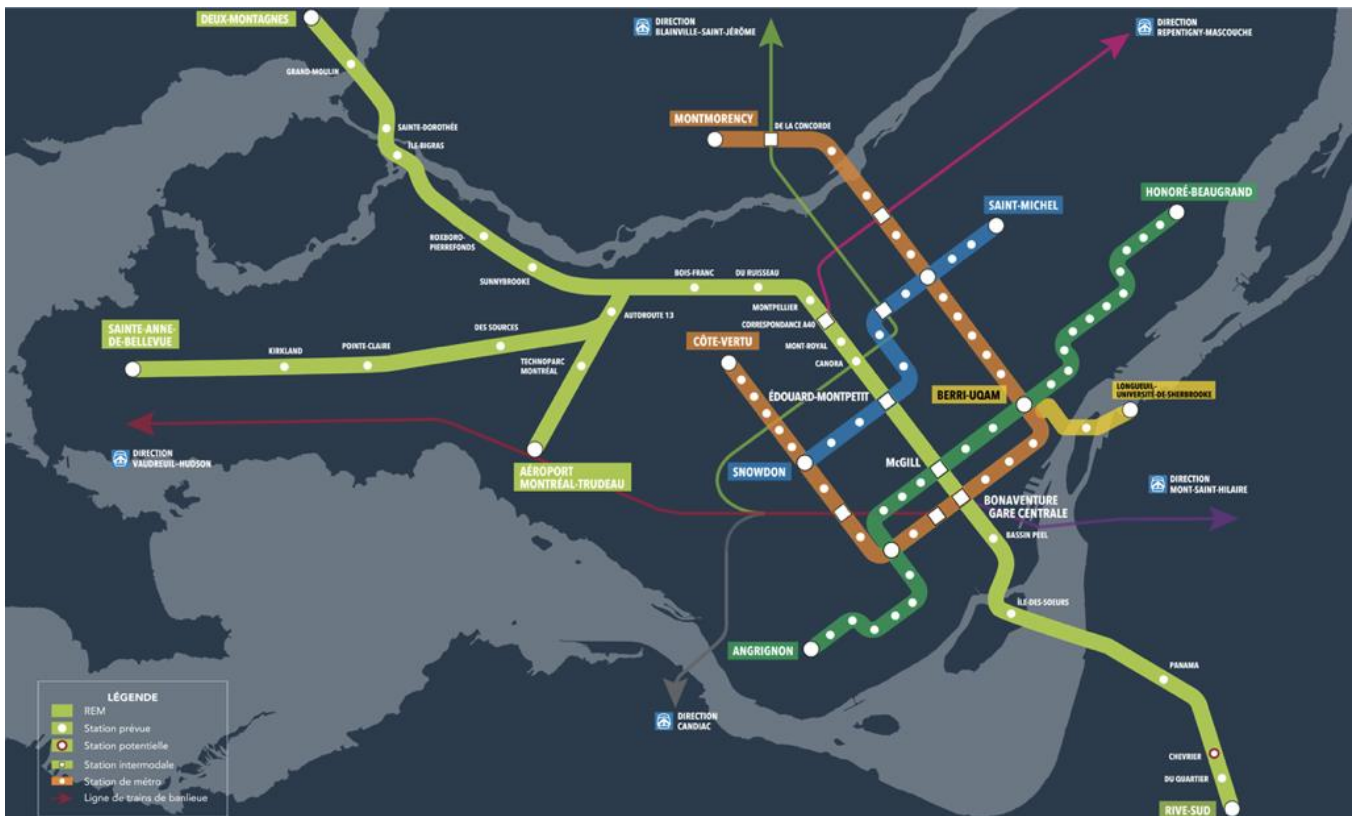 DEUX-MONTAGNES
DIRECTION
BLAINVILLE–SAINT-JÉRÔME
DIRECTION
REPENTIGNY-MASCOUCHE
GRAND-MOULIN
MONTMORENCY
DE LA CONCORDE
SAINTE-DOROTHÉE
ÎLE-BIGRAS
HONORÉ-BEAUGRAND
SAINT-MICHEL
ROXBORO-
PIERREFONDS
SUNNYBROOKE
BOIS-FRANC
DU RUISSEAU
MONTPELLIER
AUTOROUTE 13
CORRESPONDANCE A40
DES SOURCES
SAINTE-ANNE-
DE-BELLEVUE
KIRKLAND
POINTE-CLAIRE
TECHNOPARC
MONTRÉAL
CÔTE-VERTU
MONT-ROYAL
CANORA
ÉDOUARD-MONTPETIT
BERRI-UQAM
LONGUEUIL–
UNIVERSITÉ-DE-SHERBROOKE
DIRECTION
VAUDREUIL–HUDSON
AÉROPORT
MONTRÉAL-TRUDEAU
SNOWDON
McGILL
DIRECTION
MONT-SAINT-HILAIRE
BONAVENTURE
GARE CENTRALE
BASSIN PEEL
ÎLE-DES-SOEURS
ANGRIGNON
PANAMA
DIRECTION
CANDIAC
CHEVRIER
DU QUARTIER
RIVE-SUD
LÉGENDE
REM
Station prévue
Station potentielle
Station intermodale
Station de métro
Ligne de trains de banlieue